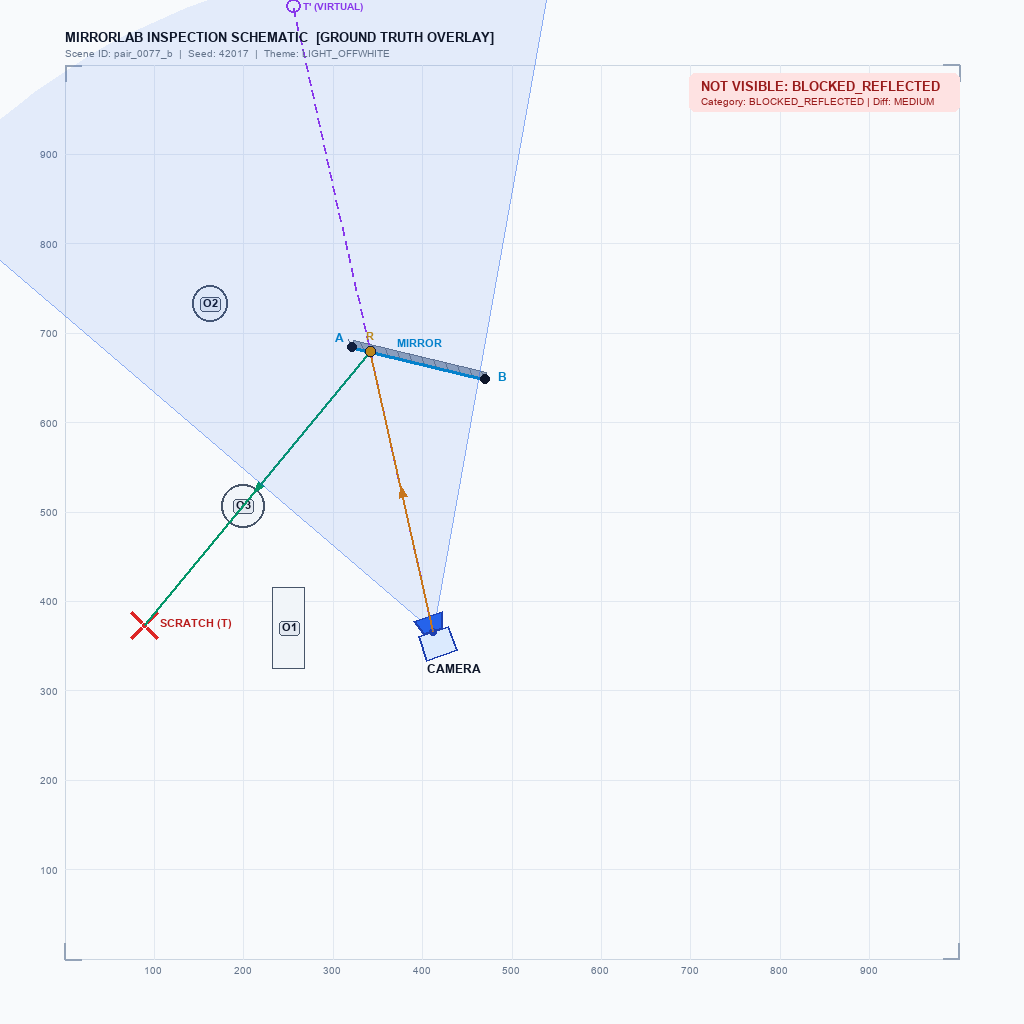 T' (VIRTUAL)
MIRRORLAB INSPECTION SCHEMATIC [GROUND TRUTH OVERLAY]
Scene ID: pair_0077_b | Seed: 42017 | Theme: LIGHT_OFFWHITE
NOT VISIBLE: BLOCKED_REFLECTED
Category: BLOCKED_REFLECTED | Diff: MEDIUM
900
800
O2
700
A
R
MIRROR
B
600
500
O3
400
SCRATCH (T)
O1
CAMERA
300
200
100
100 200 300 400 500 600 700 800 900